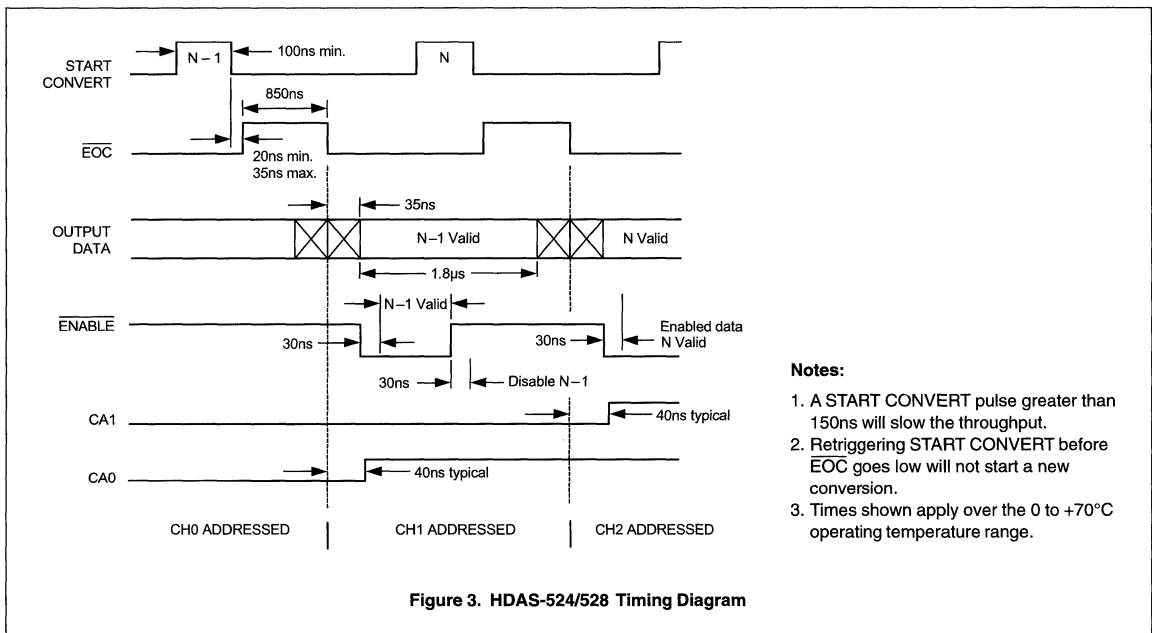 START
CONVERT
N – 1
100ns min.
N
850ns
EOC
20ns min.
35ns max.
35ns
OUTPUT
DATA
N–1 Valid
N Valid
1.8µs
N–1 Valid
ENABLE
30ns
30ns
Enabled data
N Valid
30ns
Disable N–1
CA1
40ns typical
CA0
40ns typical
CH0 ADDRESSED
CH1 ADDRESSED
CH2 ADDRESSED
Notes:
1. A START CONVERT pulse greater than
150ns will slow the throughput.
2. Retriggering START CONVERT before
EOC goes low will not start a new
conversion.
3. Times shown apply over the 0 to +70°C
operating temperature range.
Figure 3. HDAS-524/528 Timing Diagram